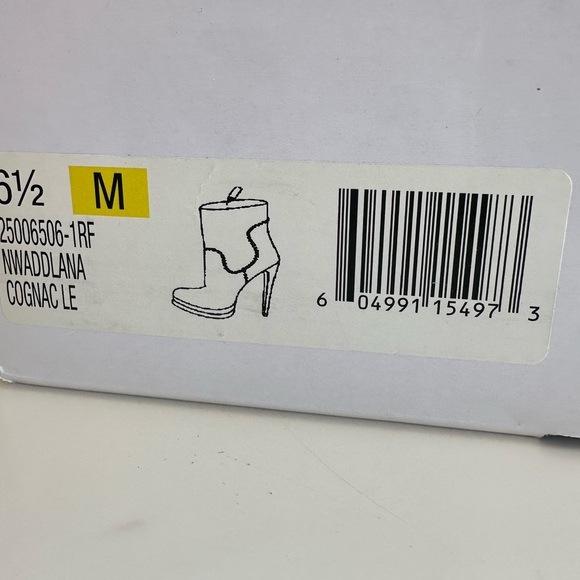 6½ M
25006506-1RF
NWADDLANA
COGNAC LE
6 04991 15497 3